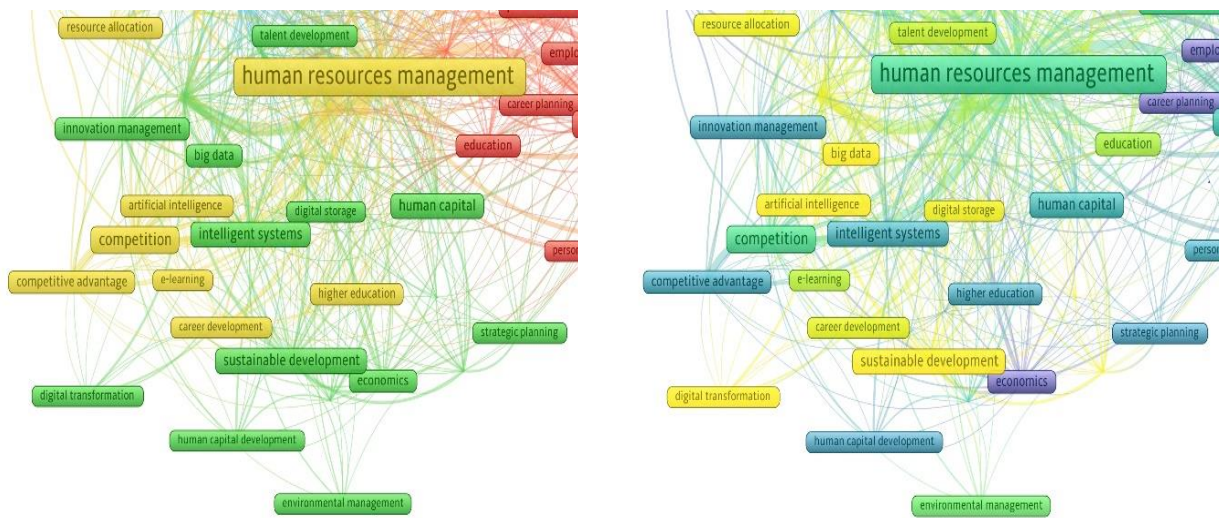 resource allocation
talent development
human resources management
career planning
innovation management
education
big data
artificial intelligence
digital storage
human capital
competition
intelligent systems
competitive advantage
e-learning
higher education
career development
strategic planning
sustainable development
economics
digital transformation
human capital development
environmental management
resource allocation
talent development
human resources management
career planning
innovation management
education
big data
artificial intelligence
digital storage
human capital
competition
intelligent systems
competitive advantage
e-learning
higher education
career development
strategic planning
sustainable development
economics
digital transformation
human capital development
environmental management